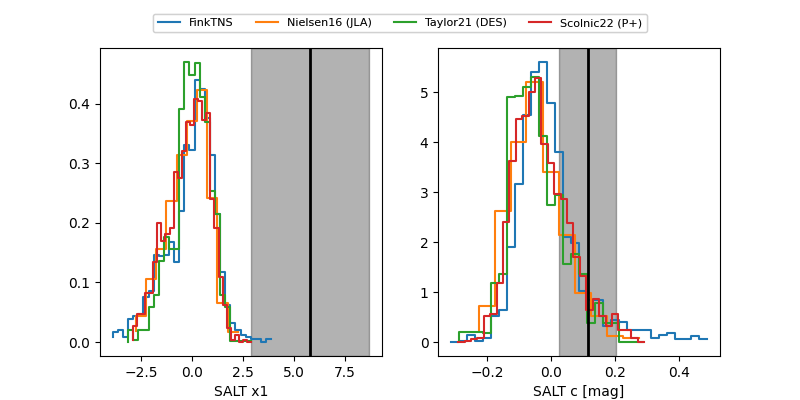 FinkTNS Nielsen16 (JLA) Taylor21 (DES) Scolnic22 (P+)
0.4
0.3
0.2
0.1
0.0
−2.5 0.0 2.5 5.0 7.5
SALT x1
5
4
3
2
1
0
−0.2 0.0 0.2 0.4
SALT c [mag]